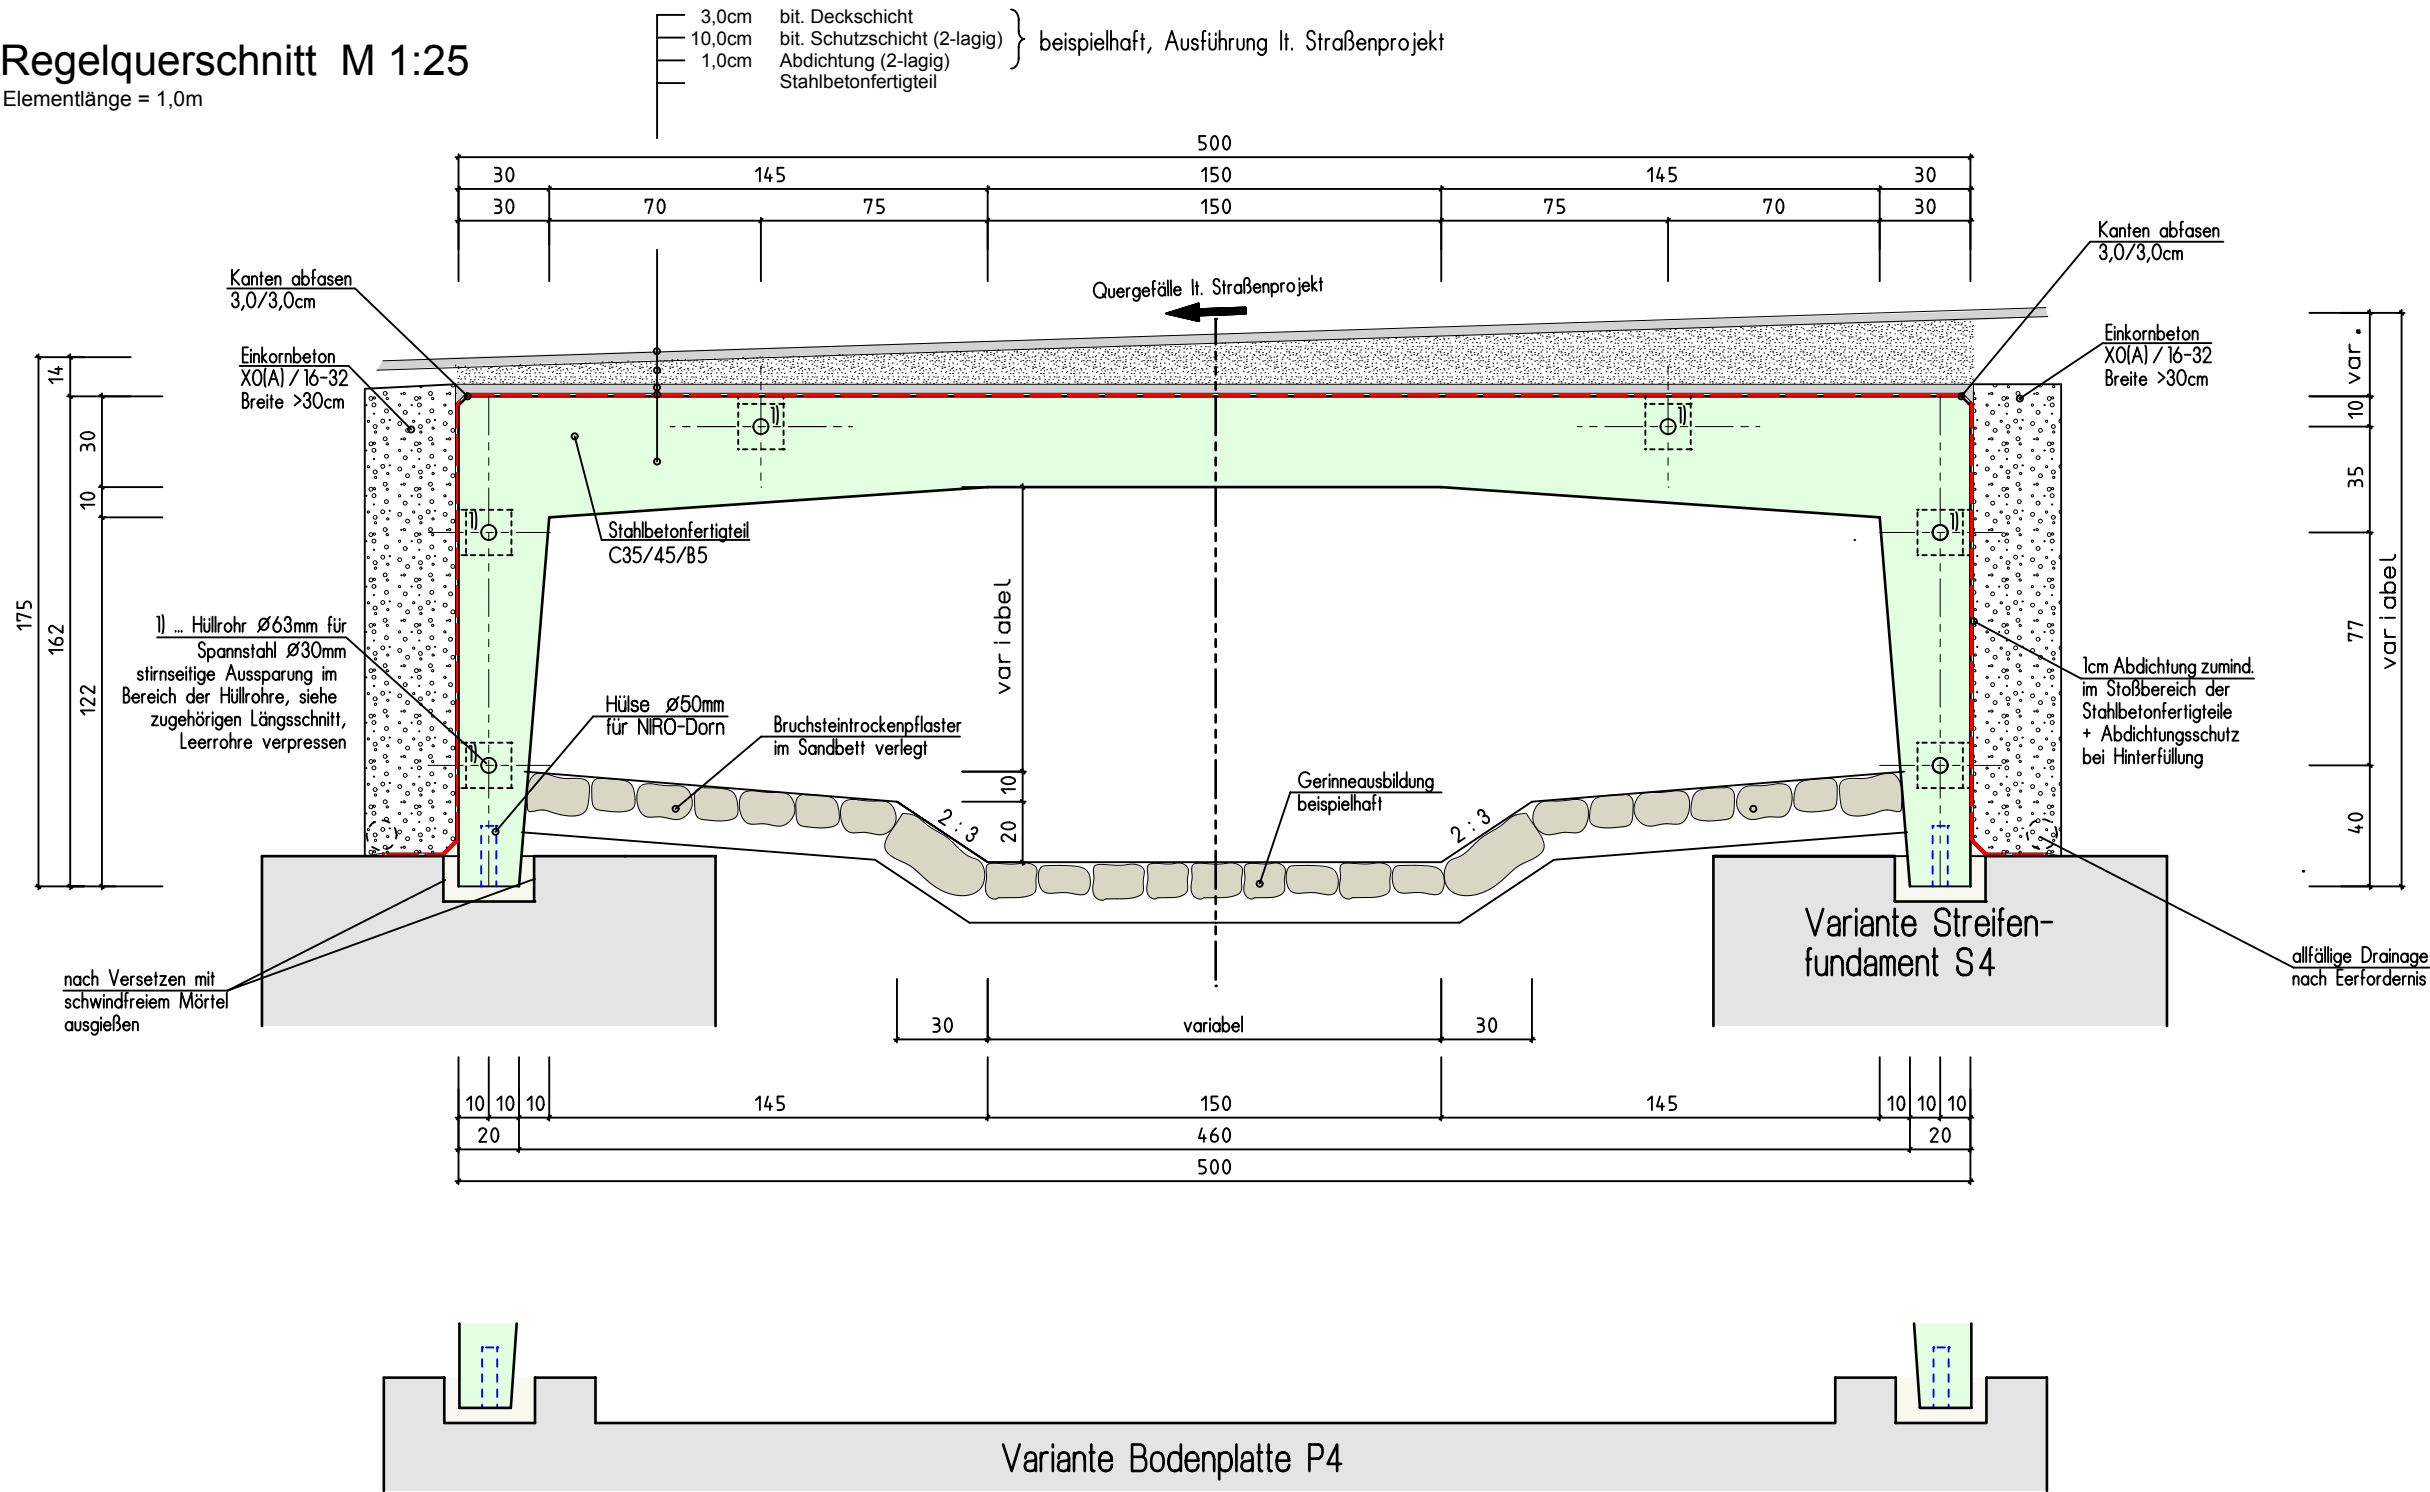 Regelquerschnitt M 1:25
Elementlänge = 1,0m
3,0cm bit. Deckschicht
10,0cm bit. Schutzschicht (2-lagig)
1,0cm Abdichtung (2-lagig)
Stahlbetonfertigteil
beispielhaft, Ausführung lt. Straßenprojekt
500
30 145 150 145 30
30 70 75 150 75 70 30
Kanten abfasen
3,0/3,0cm
Quergefälle lt. Straßenprojekt
Kanten abfasen
3,0/3,0cm
Einkornbeton
X0(A) / 16-32
Breite >30cm
Einkornbeton
X0(A) / 16-32
Breite >30cm
175
14
162
30
10
122
1)
1)
1)
1)
1)
Stahlbetonfertigteil
C35/45/B5
1) ... Hüllrohr Ø63mm für
Spannstahl Ø30mm
stirnseitige Aussparung im
Bereich der Hüllrohre, siehe
zugehörigen Längsschnitt,
Leerrohre verpressen
Hülse Ø50mm
für NIRO-Dorn
Bruchsteintrockenpflaster
im Sandbett verlegt
variabel
10
20
Gerinneausbildung
beispielhaft
2:3
2:3
1cm Abdichtung zumind.
im Stoßbereich der
Stahlbetonfertigteile
+ Abdichtungsschutz
bei Hinterfüllung
var.
10
35
77
40
variabel
nach Versetzen mit
schwindfreiem Mörtel
ausgießen
Variante Streifen-
fundament S4
allfällige Drainage
nach Eerfordernis
30 variabel 30
10 10 10 145 150 145 10 10 10
20 460 20
500
Variante Bodenplatte P4